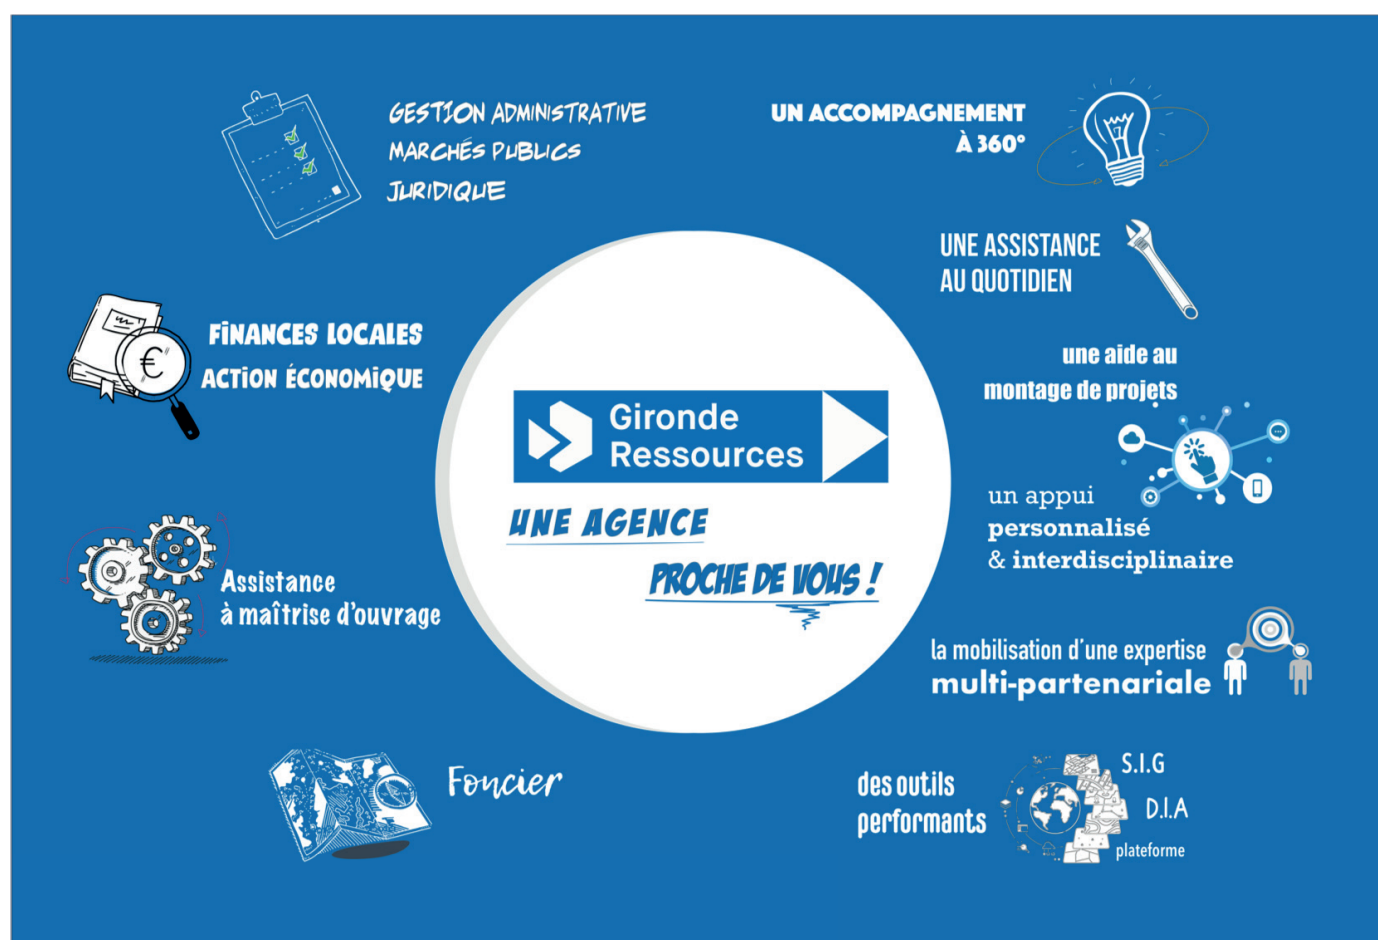 GESTION ADMINISTRATIVE
MARCHÉS PUBLICS
JURIDIQUE
FINANCES LOCALES
ACTION ÉCONOMIQUE
€
Assistance
à maîtrise d'ouvrage
Foncier
Gironde
Ressources
UNE AGENCE
PROCHE DE VOUS !
UN ACCOMPAGNEMENT
À 360°
UNE ASSISTANCE
AU QUOTIDIEN
une aide au
montage de projets
un appui
personnalisé
& interdisciplinaire
la mobilisation d'une expertise
multi-partenariale
des outils
performants
S.I.G
D.I.A
plateforme